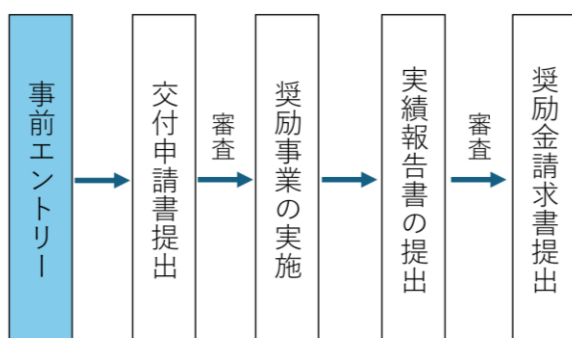 事前エントリー
交付申請書提出
審査
奨励事業の実施
実績報告書の提出
審査
奨励金請求書提出